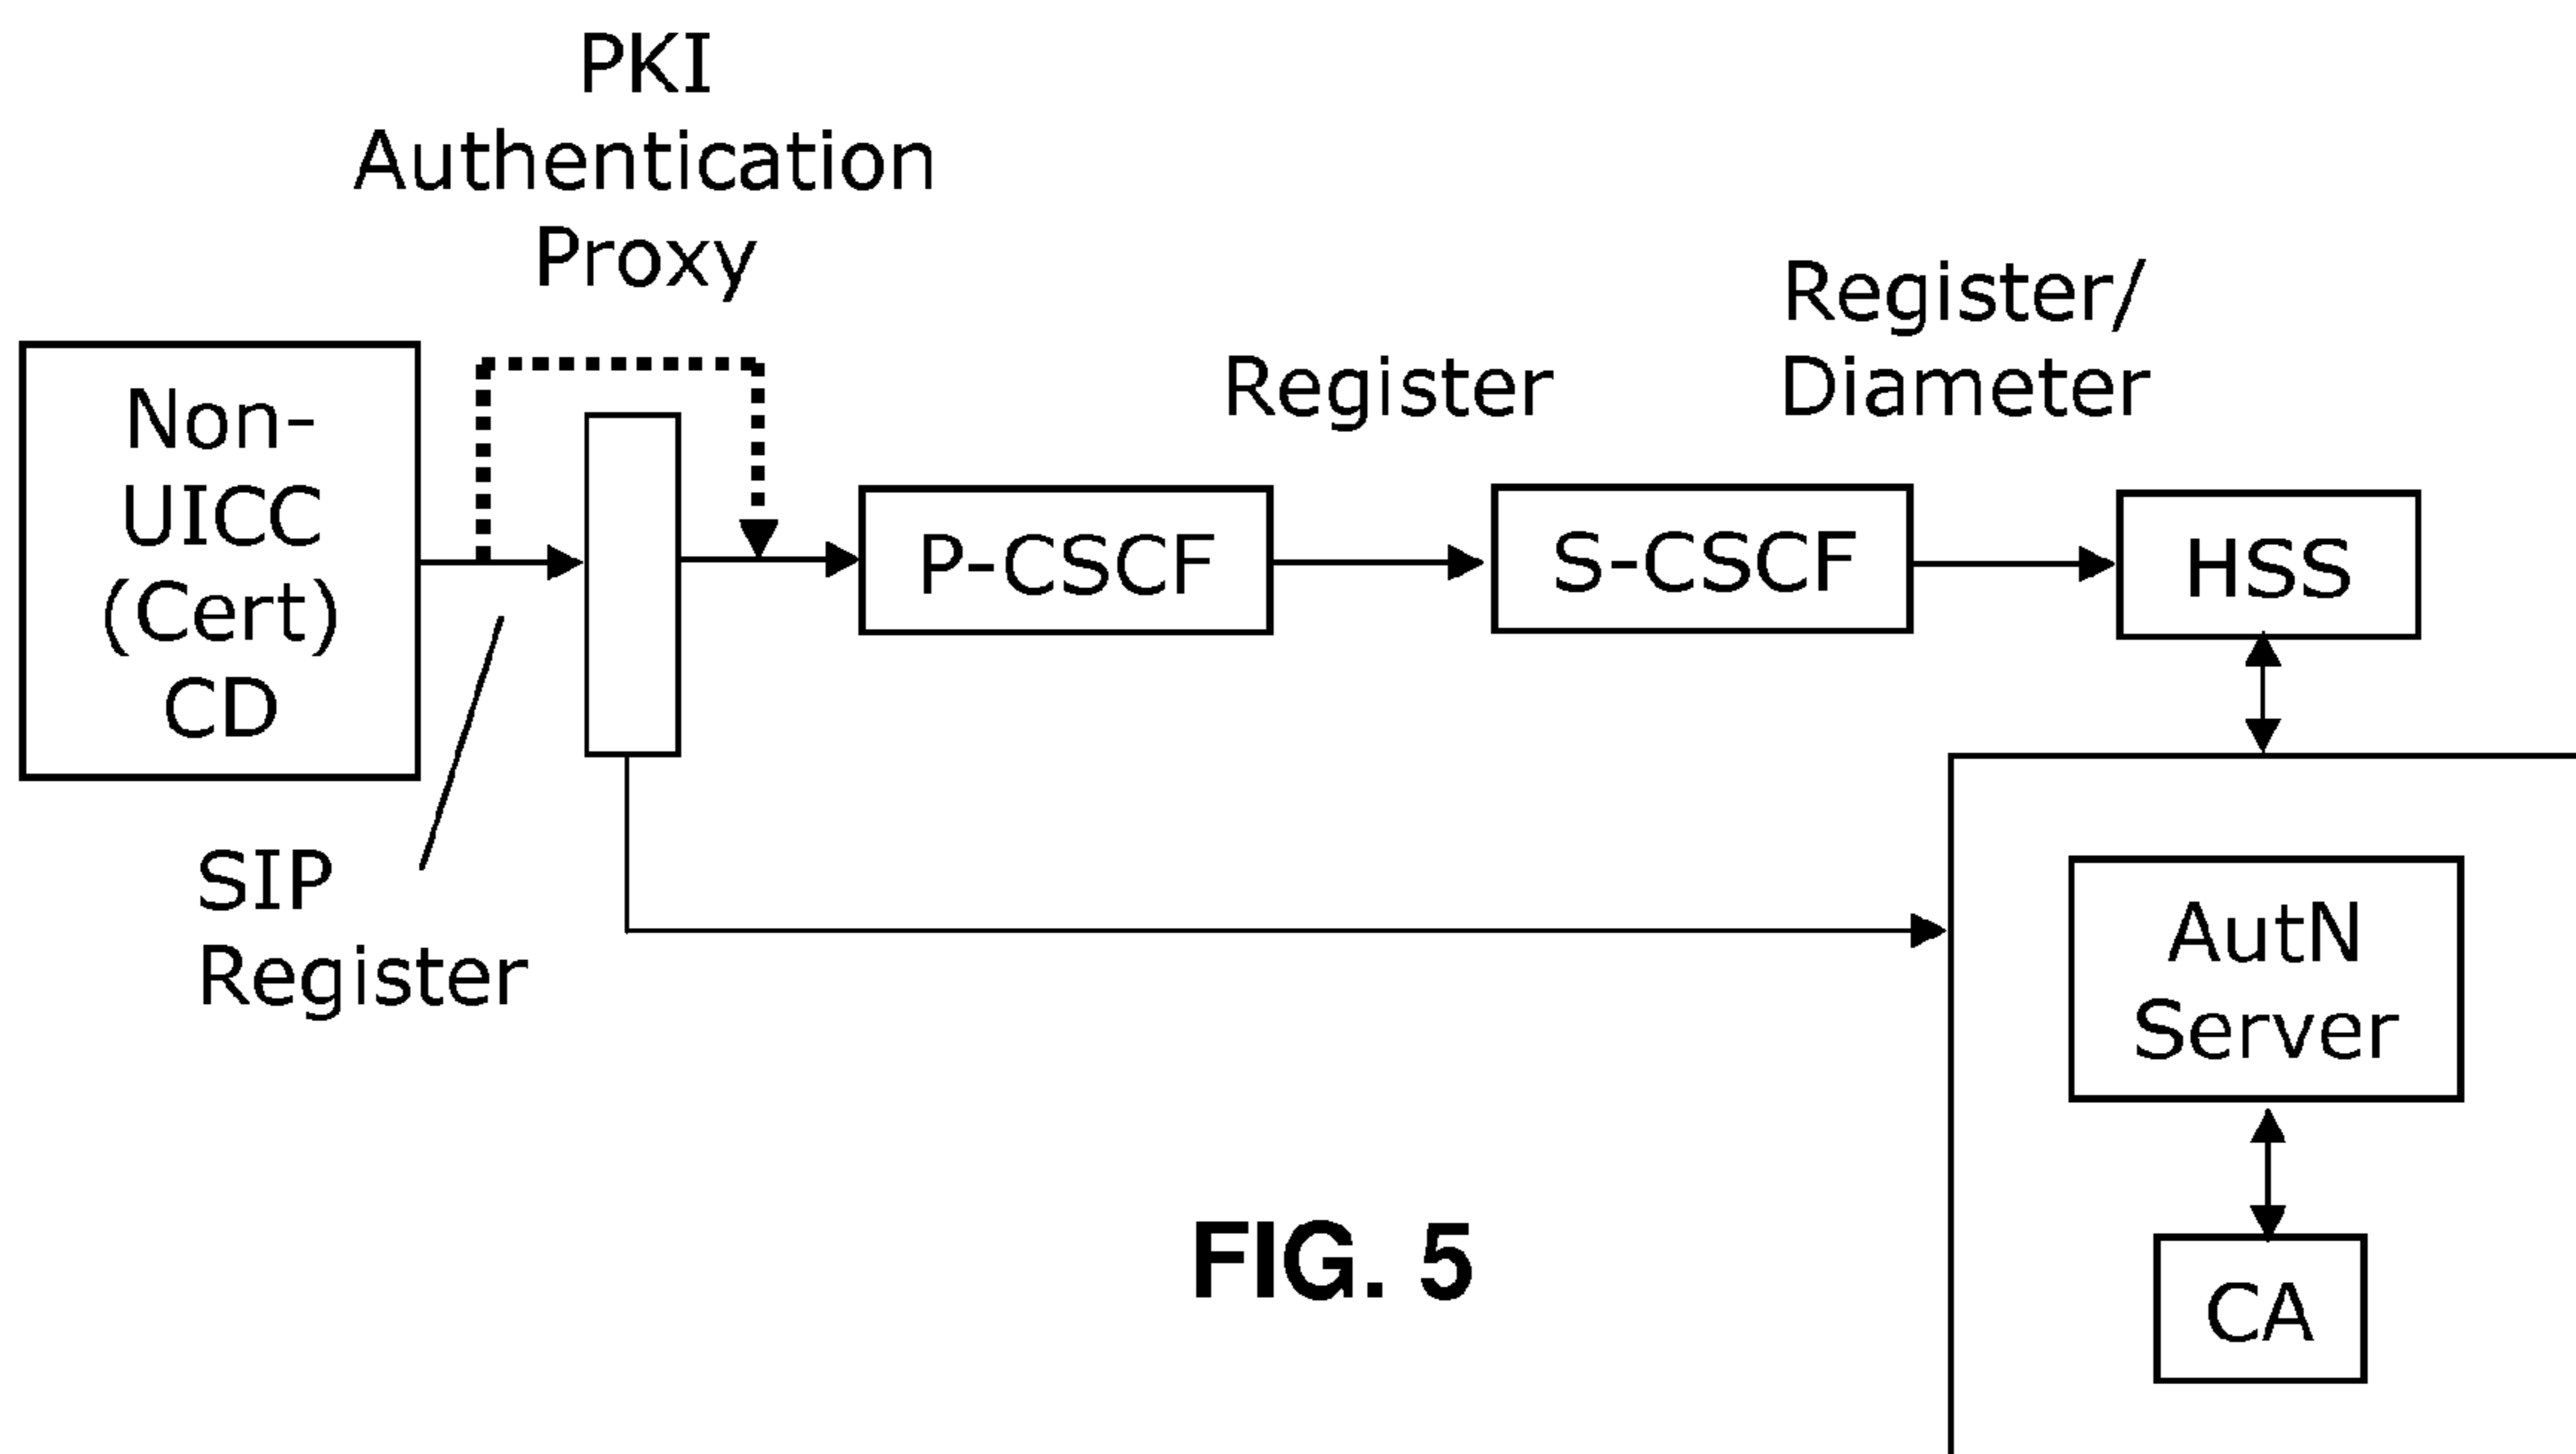 PKI
Authentication
Proxy
Register/
Diameter
Register
Non-
UICC
(Cert)
CD
P-CSCF
S-CSCF
HSS
SIP
Register
AutN
Server
CA
FIG. 5